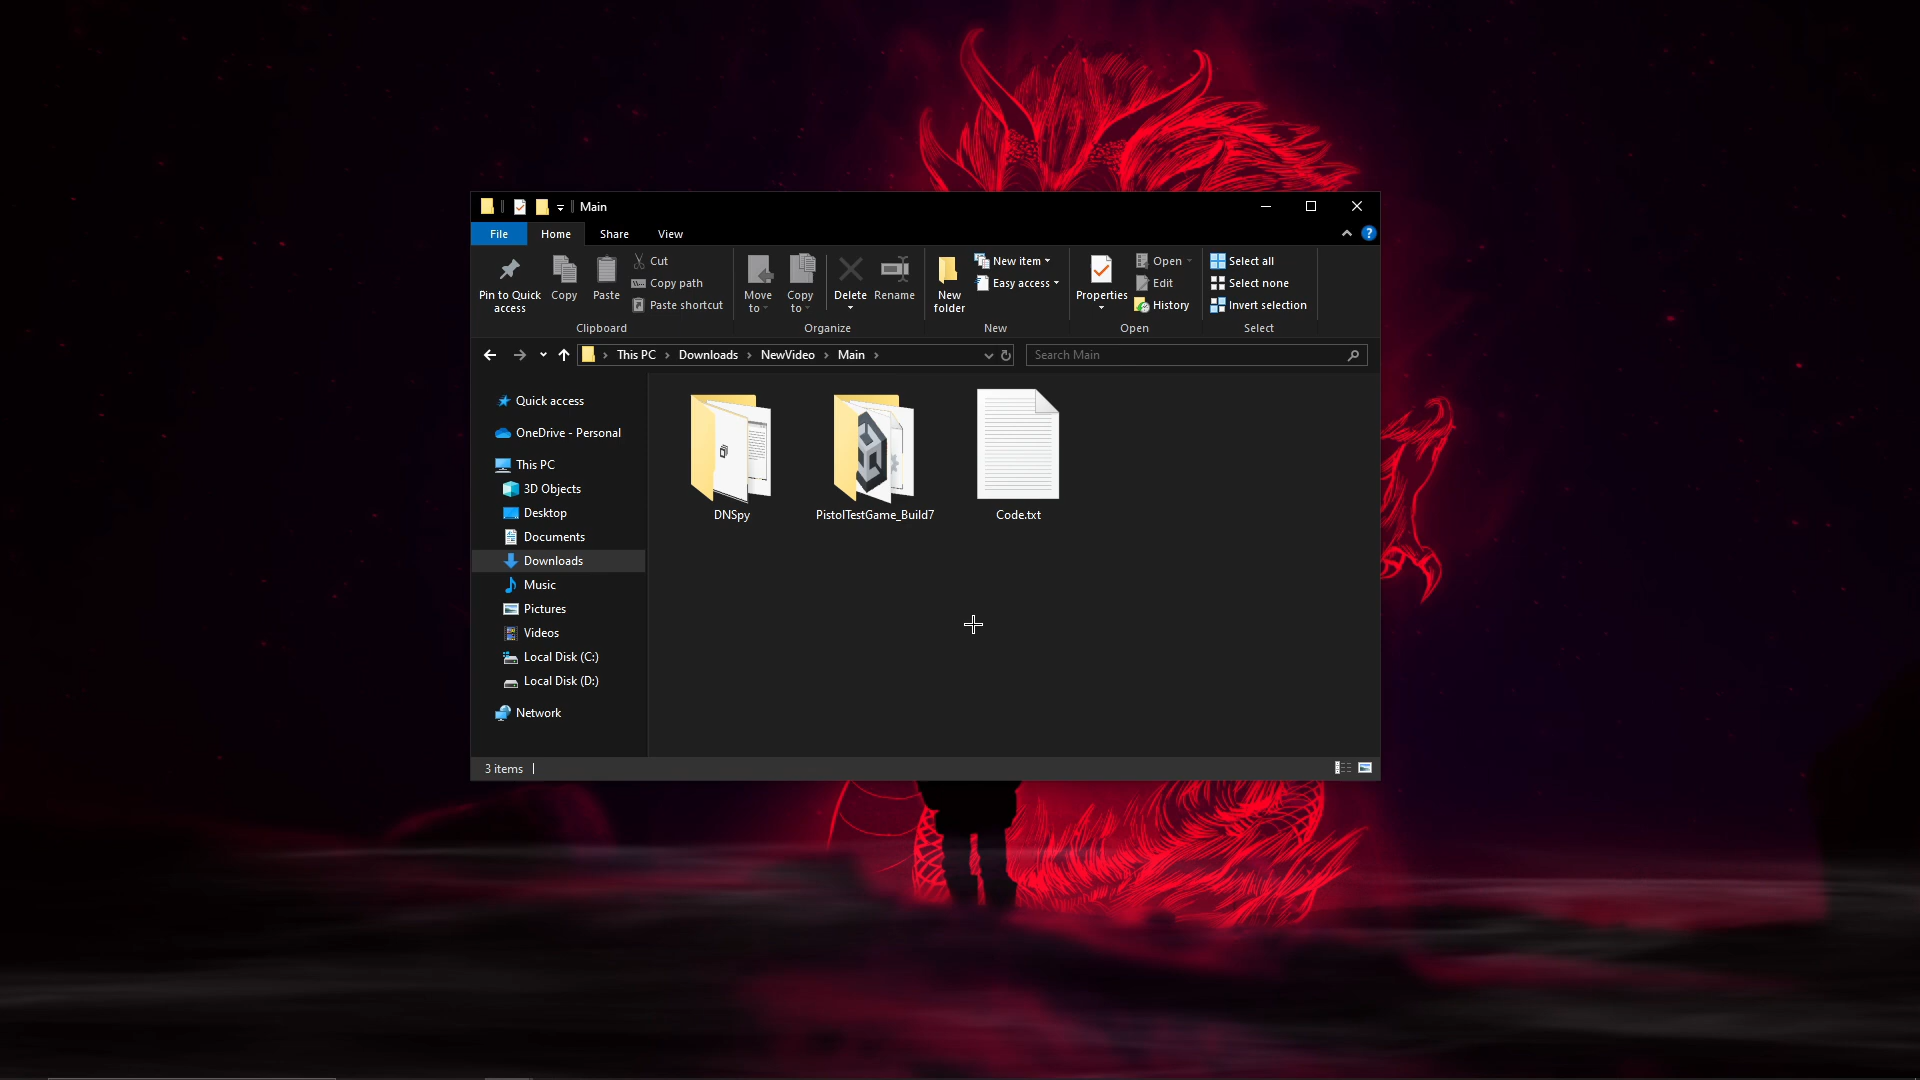 Main
File Home Share View
Pin to Quick access
Copy
Paste
Cut
Copy path
Paste shortcut
Clipboard
Move to
Copy to
Delete
Rename
Organize
New folder
New item
Easy access
New
Properties
Open
Edit
History
Open
Select all
Select none
Invert selection
Select
This PC > Downloads > NewVideo > Main >
Search Main
Quick access
OneDrive - Personal
This PC
3D Objects
Desktop
Documents
Downloads
Music
Pictures
Videos
Local Disk (C:)
Local Disk (D:)
Network
DNSpy
PistolTestGame_Build7
Code.txt
3 items